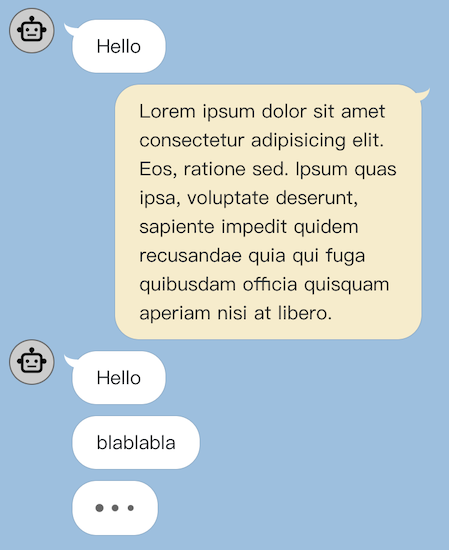 Hello
Lorem ipsum dolor sit amet
consectetur adipisicing elit.
Eos, ratione sed. Ipsum quas
ipsa, voluptate deserunt,
sapiente impedit quidem
recusandae quia qui fuga
quibusdam officia quisquam
aperiam nisi at libero.
Hello
blablabla